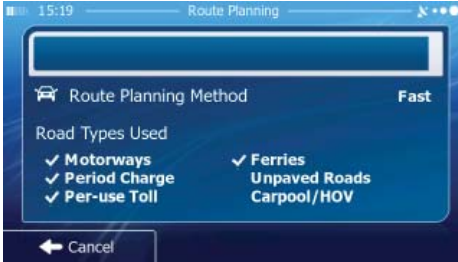 15:19 Route Planning
Route Planning Method Fast
Road Types Used
✓ Motorways ✓ Ferries
✓ Period Charge Unpaved Roads
✓ Per-use Toll Carpool/HOV
Cancel